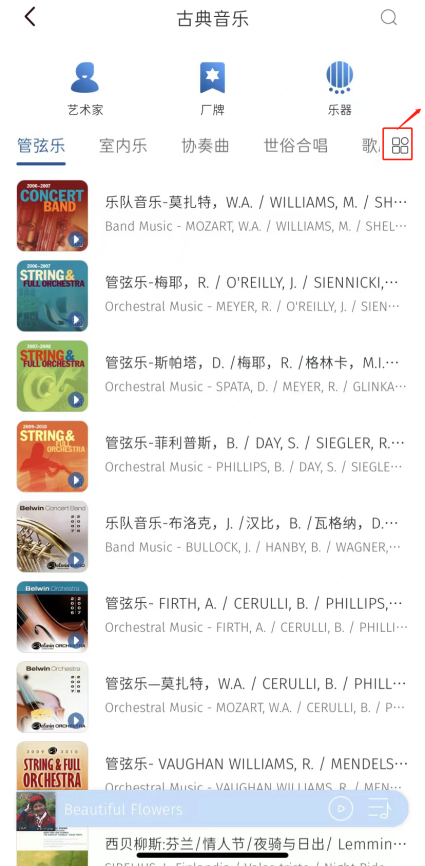 古典音乐
艺术家
厂牌
乐器
管弦乐
室内乐
协奏曲
世俗合唱
2006-2007
CONCERT
BAND
乐队音乐-莫扎特，W.A. / WILLIAMS, M. / SH···
Band Music - MOZART, W.A. / WILLIAMS, M. / SHEL···
2006-2007
STRING&
FULL ORCHESTRA
管弦乐-梅耶，R. / O'REILLY, J. / SIENNICKI,···
Orchestral Music - MEYER, R. / O'REILLY, J. / SIEN···
2007-2008
STRING&
FULL ORCHESTRA
管弦乐-斯帕塔，D. /梅耶，R. /格林卡，M.I.···
Orchestral Music - SPATA, D. / MEYER, R. / GLINKA···
2009-2010
STRING&
FULL
ORCHESTRA
管弦乐-菲利普斯，B. / DAY, S. / SIEGLER, R.···
Orchestral Music - PHILLIPS, B. / DAY, S. / SIEGLE···
Belwin Concert Band
乐队音乐-布洛克，J. /汉比，B. /瓦格纳，D.···
Band Music - BULLOCK, J. / HANBY, B. / WAGNER,···
Belwin Orchestra
管弦乐- FIRTH, A. / CERULLI, B. / PHILLIPS,···
Orchestral Music - FIRTH, A. / CERULLI, B. / PHILLI···
Belwin Orchestra
管弦乐—莫扎特，W.A. / CERULLI, B. / PHILL···
Orchestral Music - MOZART, W.A. / CERULLI, B. / P···
2009 2010
STRING & FULL
ORCHESTRA
管弦乐- VAUGHAN WILLIAMS, R. / MENDELS···
Orchestral Music - VAUGHAN WILLIAMS, R. / MEN···
Beautiful Flowers
西贝柳斯:芬兰/情人节/夜骑与日出/ Lemmin···